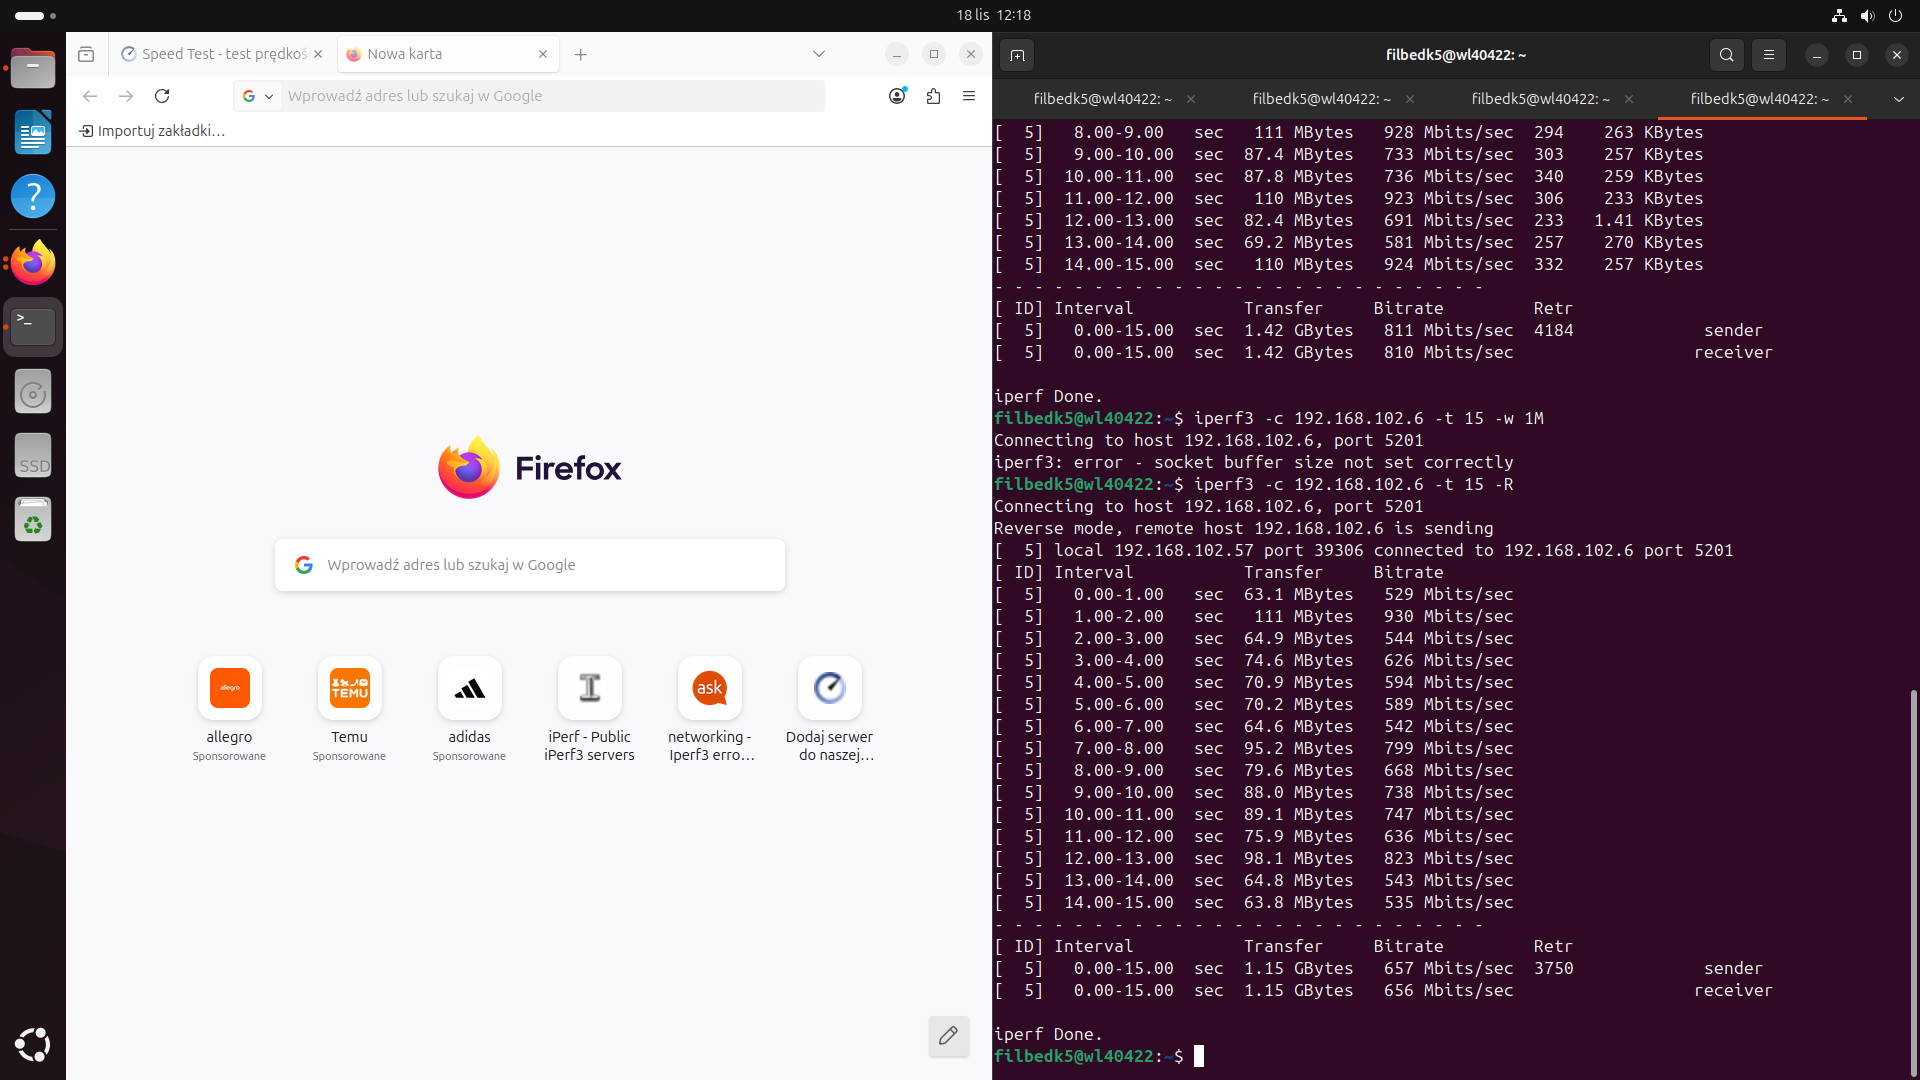 18 lis 12:18
Speed Test - test prędkoś
Nowa karta
Wprowadź adres lub szukaj w Google
Importuj zakładki…
Firefox
Wprowadź adres lub szukaj w Google
allegro
TEMU
ask
allegro
Sponsorowane
Temu
Sponsorowane
adidas
Sponsorowane
iPerf - Public
iPerf3 servers
networking -
Iperf3 erro…
Dodaj serwer
do naszej…
SSD
filbedk5@wl40422: ~
filbedk5@wl40422: ~
filbedk5@wl40422: ~
filbedk5@wl40422: ~
filbedk5@wl40422: ~
[  5]   8.00-9.00   sec   111 MBytes   928 Mbits/sec  294    263 KBytes
[  5]   9.00-10.00  sec  87.4 MBytes   733 Mbits/sec  303    257 KBytes
[  5]  10.00-11.00  sec  87.8 MBytes   736 Mbits/sec  340    259 KBytes
[  5]  11.00-12.00  sec   110 MBytes   923 Mbits/sec  306    233 KBytes
[  5]  12.00-13.00  sec  82.4 MBytes   691 Mbits/sec  233   1.41 KBytes
[  5]  13.00-14.00  sec  69.2 MBytes   581 Mbits/sec  257    270 KBytes
[  5]  14.00-15.00  sec   110 MBytes   924 Mbits/sec  332    257 KBytes
- - - - - - - - - - - - - - - - - - - - - - - - -
[ ID] Interval           Transfer     Bitrate         Retr
[  5]   0.00-15.00  sec  1.42 GBytes   811 Mbits/sec  4184             sender
[  5]   0.00-15.00  sec  1.42 GBytes   810 Mbits/sec                  receiver
iperf Done.
filbedk5@wl40422:~$ iperf3 -c 192.168.102.6 -t 15 -w 1M
Connecting to host 192.168.102.6, port 5201
iperf3: error - socket buffer size not set correctly
filbedk5@wl40422:~$ iperf3 -c 192.168.102.6 -t 15 -R
Connecting to host 192.168.102.6, port 5201
Reverse mode, remote host 192.168.102.6 is sending
[  5] local 192.168.102.57 port 39306 connected to 192.168.102.6 port 5201
[ ID] Interval           Transfer     Bitrate
[  5]   0.00-1.00   sec  63.1 MBytes   529 Mbits/sec
[  5]   1.00-2.00   sec   111 MBytes   930 Mbits/sec
[  5]   2.00-3.00   sec  64.9 MBytes   544 Mbits/sec
[  5]   3.00-4.00   sec  74.6 MBytes   626 Mbits/sec
[  5]   4.00-5.00   sec  70.9 MBytes   594 Mbits/sec
[  5]   5.00-6.00   sec  70.2 MBytes   589 Mbits/sec
[  5]   6.00-7.00   sec  64.6 MBytes   542 Mbits/sec
[  5]   7.00-8.00   sec  95.2 MBytes   799 Mbits/sec
[  5]   8.00-9.00   sec  79.6 MBytes   668 Mbits/sec
[  5]   9.00-10.00  sec  88.0 MBytes   738 Mbits/sec
[  5]  10.00-11.00  sec  89.1 MBytes   747 Mbits/sec
[  5]  11.00-12.00  sec  75.9 MBytes   636 Mbits/sec
[  5]  12.00-13.00  sec  98.1 MBytes   823 Mbits/sec
[  5]  13.00-14.00  sec  64.8 MBytes   543 Mbits/sec
[  5]  14.00-15.00  sec  63.8 MBytes   535 Mbits/sec
- - - - - - - - - - - - - - - - - - - - - - - - -
[ ID] Interval           Transfer     Bitrate         Retr
[  5]   0.00-15.00  sec  1.15 GBytes   657 Mbits/sec  3750             sender
[  5]   0.00-15.00  sec  1.15 GBytes   656 Mbits/sec                  receiver
iperf Done.
filbedk5@wl40422:~$